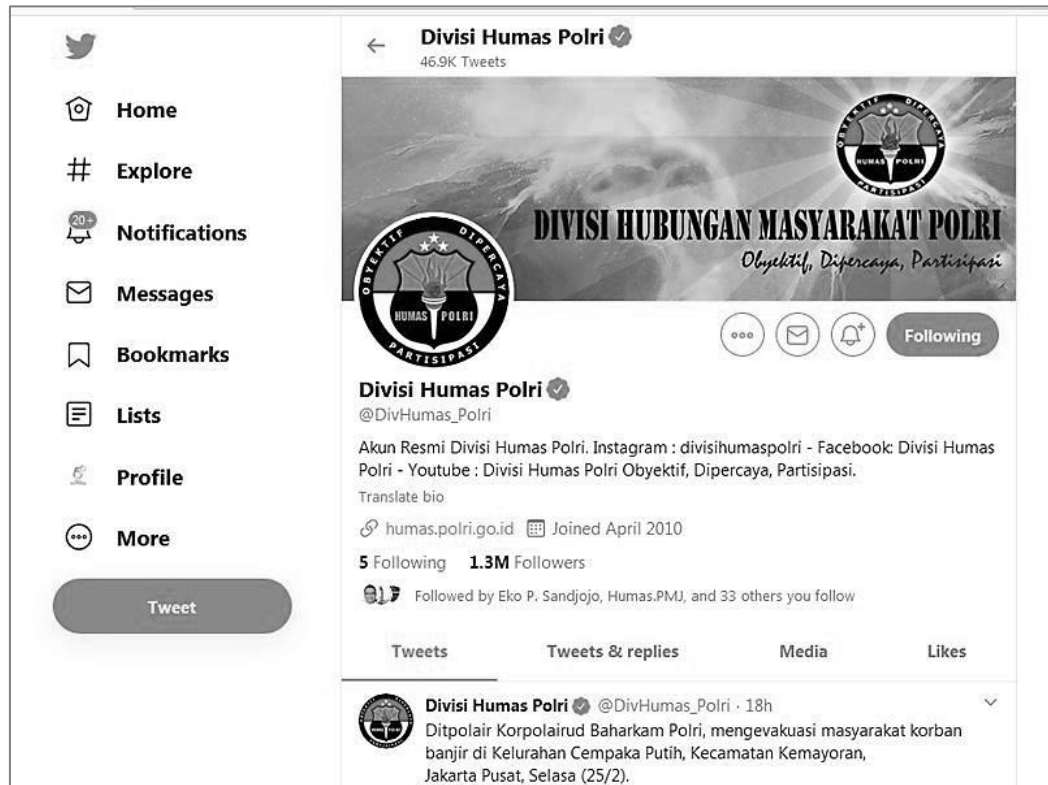 Home
Explore
20+
Notifications
Messages
Bookmarks
Lists
Profile
More
Tweet
Divisi Humas Polri
46.9K Tweets
OBYEKTIF DIPERCAYA
HUMAS POLRI
PARTISIPASI
DIVISI HUBUNGAN MASYARAKAT POLRI
Obyektif, Dipercaya, Partisipasi
OBYEKTIF DIPERCAYA
HUMAS POLRI
PARTISIPASI
Following
Divisi Humas Polri
@DivHumas_Polri
Akun Resmi Divisi Humas Polri. Instagram : divisihumaspolri - Facebook: Divisi Humas
Polri - Youtube : Divisi Humas Polri Obyektif, Dipercaya, Partisipasi.
Translate bio
humas.polri.go.id Joined April 2010
5 Following 1.3M Followers
Followed by Eko P. Sandjojo, Humas.PMJ, and 33 others you follow
Tweets Tweets & replies Media Likes
Divisi Humas Polri @DivHumas_Polri · 18h
Ditpolair Korpolairud Baharkam Polri, mengevakuasi masyarakat korban
banjir di Kelurahan Cempaka Putih, Kecamatan Kemayoran,
Jakarta Pusat, Selasa (25/2).